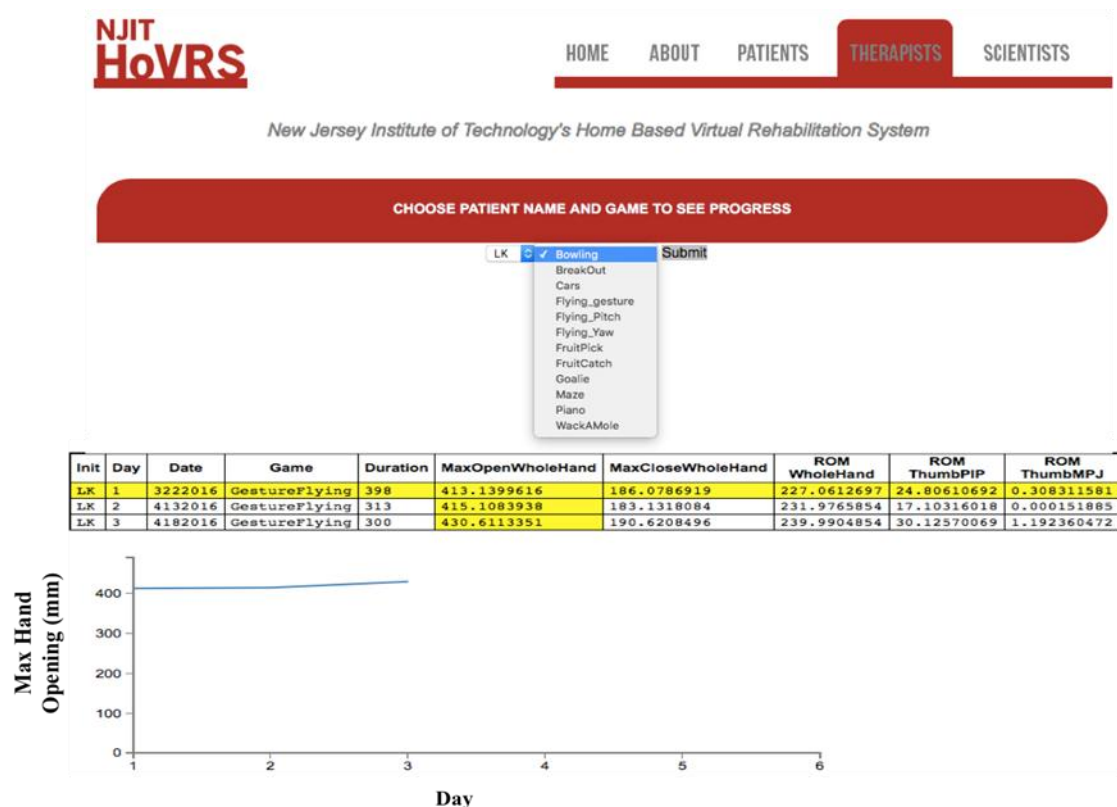 NJIT
HoVRS
HOME ABOUT PATIENTS THERAPISTS SCIENTISTS
New Jersey Institute of Technology's Home Based Virtual Rehabilitation System
CHOOSE PATIENT NAME AND GAME TO SEE PROGRESS
LK ✓ Bowling Submit
BreakOut
Cars
Flying_gesture
Flying_Pitch
Flying_Yaw
FruitPick
FruitCatch
Goalie
Maze
Piano
WackAMole
Init Day Date Game Duration MaxOpenWholeHand MaxCloseWholeHand ROM WholeHand ROM ThumbPIP ROM ThumbMPJ
LK 1 3222016 GestureFlying 398 413.1399616 186.0786919 227.0612697 24.80610692 0.308311581
LK 2 4132016 GestureFlying 313 415.1083938 183.1318084 231.9765854 17.10316018 0.000151885
LK 3 4182016 GestureFlying 300 430.6113351 190.6208496 239.9904854 30.12570069 1.192360472
Max Hand
Opening (mm)
400
300
200
100
0
1 2 3 4 5 6
Day